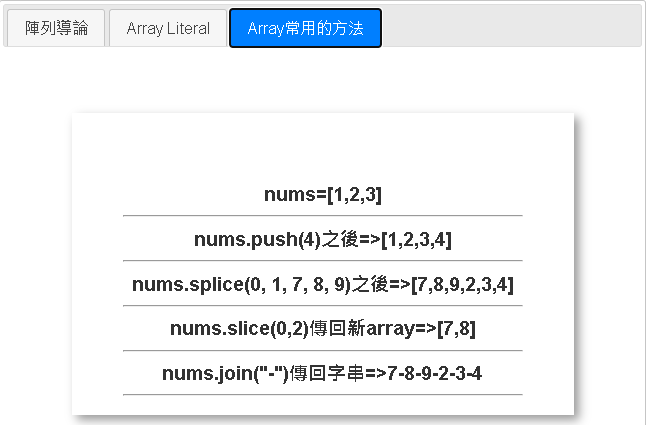 陣列導論
Array Literal
Array常用的方法
nums=[1,2,3]
nums.push(4)之後=>[1,2,3,4]
nums.splice(0, 1, 7, 8, 9)之後=>[7,8,9,2,3,4]
nums.slice(0,2)傳回新array=>[7,8]
nums.join("-")傳回字串=>7-8-9-2-3-4